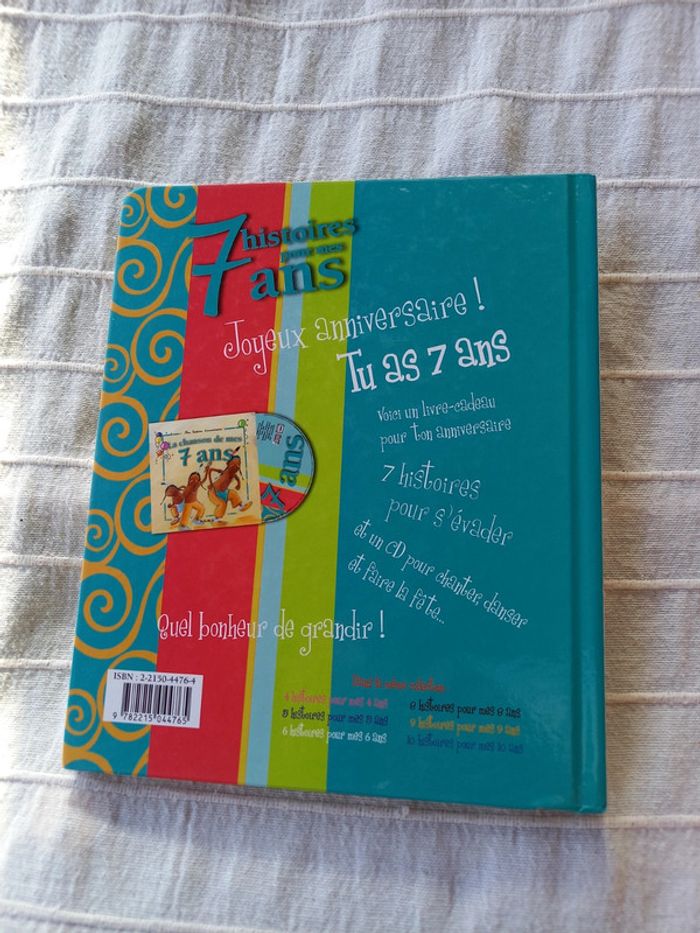 7 histoires
pour mes
ans
Joyeux anniversaire !
Tu as 7 ans
Voici un livre-cadeau
pour ton anniversaire
La chanson de mes
7 ans
ans
7 histoires
pour s'évader
et un CD pour chanter, danser
et faire la fête...
Quel bonheur de grandir !
ISBN : 2-2150-4476-4
9 782215 044765
Dans la même collection
4 histoires pour mes 4 ans
5 histoires pour mes 5 ans
6 histoires pour mes 6 ans
8 histoires pour mes 8 ans
9 histoires pour mes 9 ans
10 histoires pour mes 10 ans